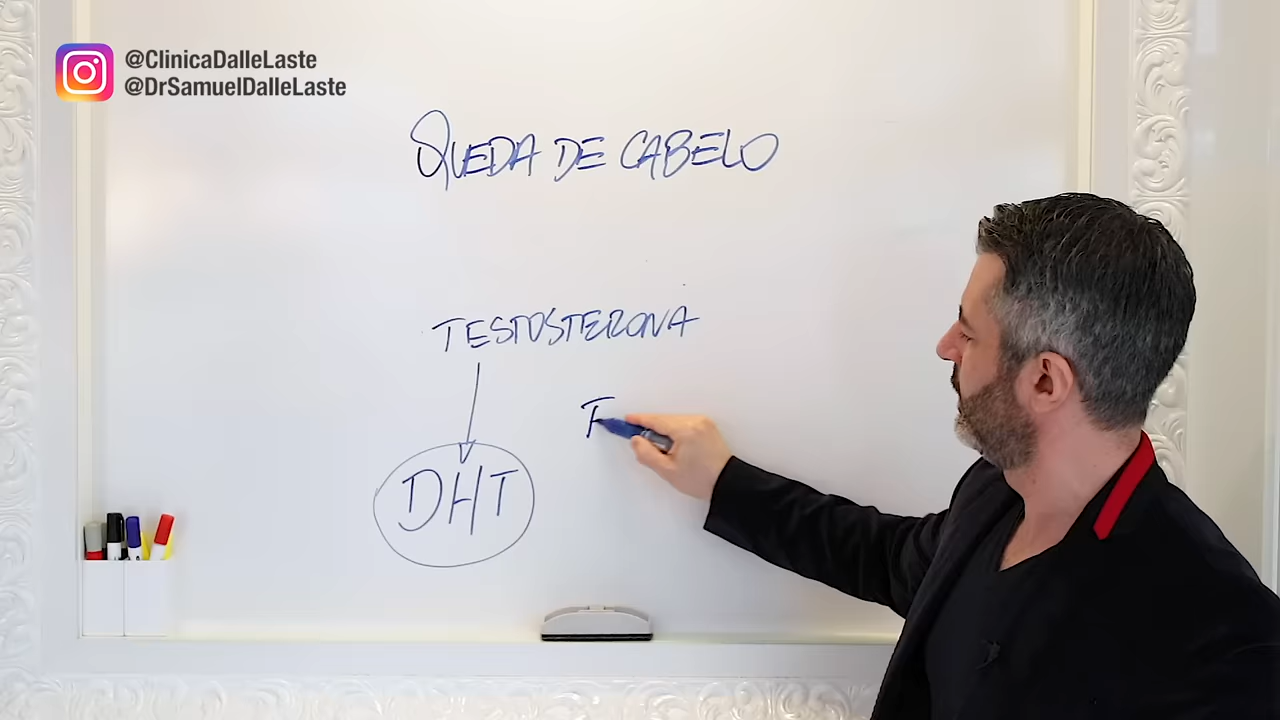 @ClinicaDalleLaste
@DrSamuelDalleLaste
QUEDA DE CABELO
TESTOSTERONA
F
DHT